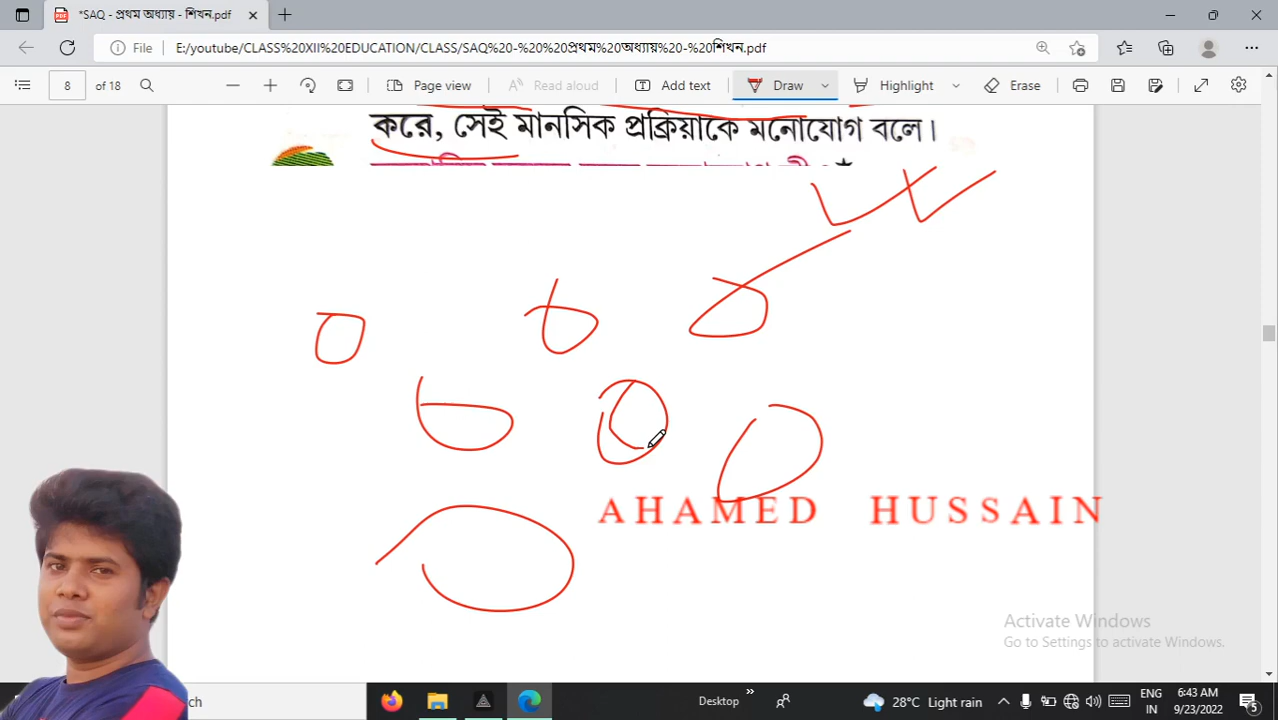 *SAQ - প্রথম অধ্যায় - শিখন.pdf
File E:/youtube/CLASS%20XII%20EDUCATION/CLASS/SAQ%20-%20%20প্রথম%20অধ্যায়%20-%20শিখন.pdf
8 of 18 Page view Read aloud Add text Draw Highlight Erase
করে, সেই মানসিক প্রক্রিয়াকে মনোযোগ বলে।
AHAMED HUSSAIN
Activate Windows
Go to Settings to activate Windows.
rch Desktop 28°C Light rain ENG IN 6:43 AM 9/23/2022 5